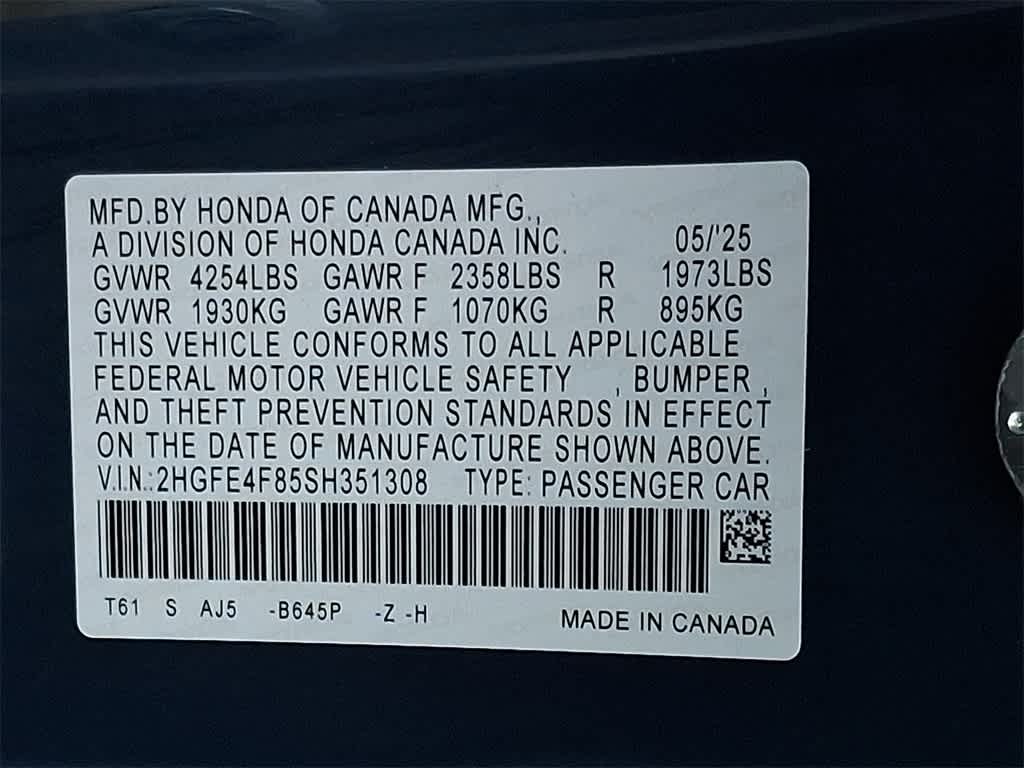 MFD.BY HONDA OF CANADA MFG.,
A DIVISION OF HONDA CANADA INC. 05/'25
GVWR 4254LBS GAWR F 2358LBS R 1973LBS
GVWR 1930KG GAWR F 1070KG R 895KG
THIS VEHICLE CONFORMS TO ALL APPLICABLE
FEDERAL MOTOR VEHICLE SAFETY , BUMPER ,
AND THEFT PREVENTION STANDARDS IN EFFECT
ON THE DATE OF MANUFACTURE SHOWN ABOVE.
V.I.N.:2HGFE4F85SH351308 TYPE: PASSENGER CAR
T61 S AJ5 -B645P -Z -H MADE IN CANADA